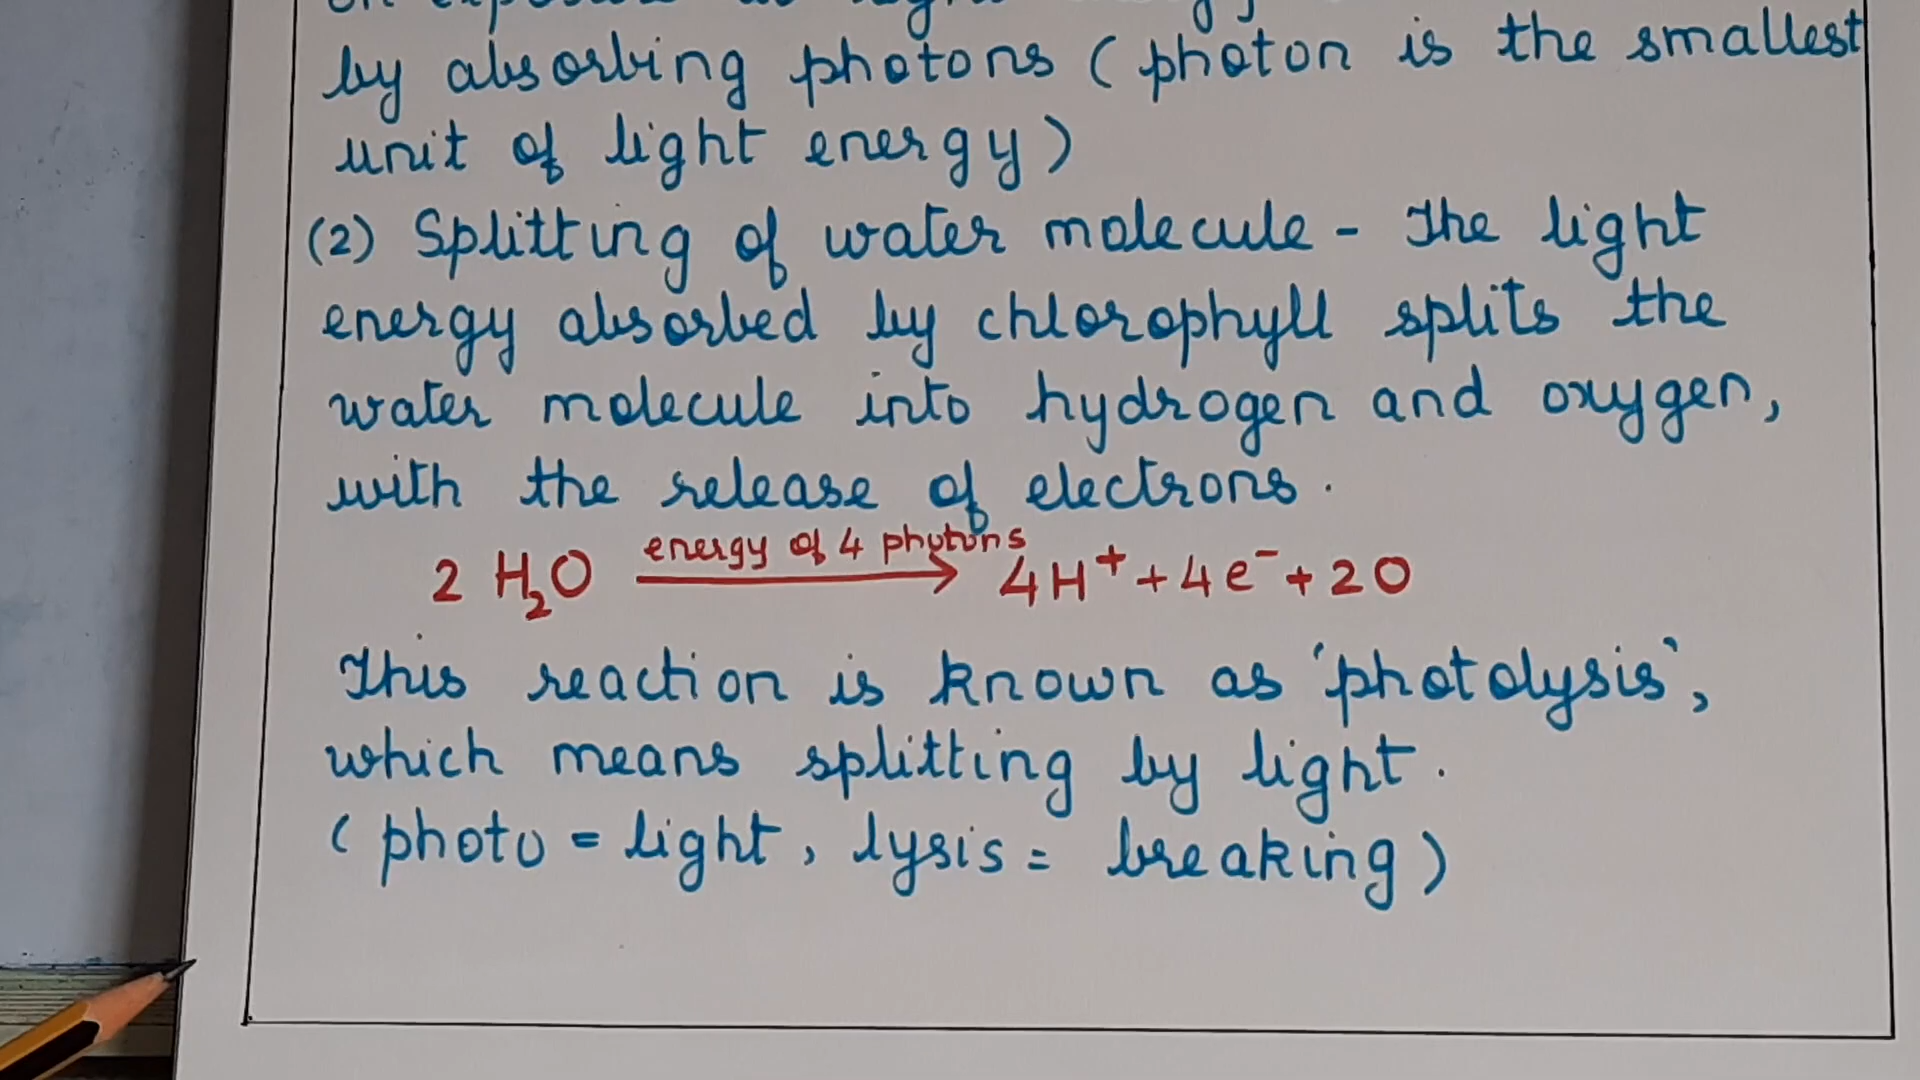 by absorbing photons ( photon is the smallest
unit of light energy )
(2) Splitting of water molecule - The light
energy absorbed by chlorophyll splits the
water molecule into hydrogen and oxygen,
with the release of electrons.
energy of 4 photons
2 H₂O ⟶ 4H⁺ + 4e⁻ + 2O
This reaction is known as 'photolysis',
which means splitting by light.
( photo = light, lysis = breaking )